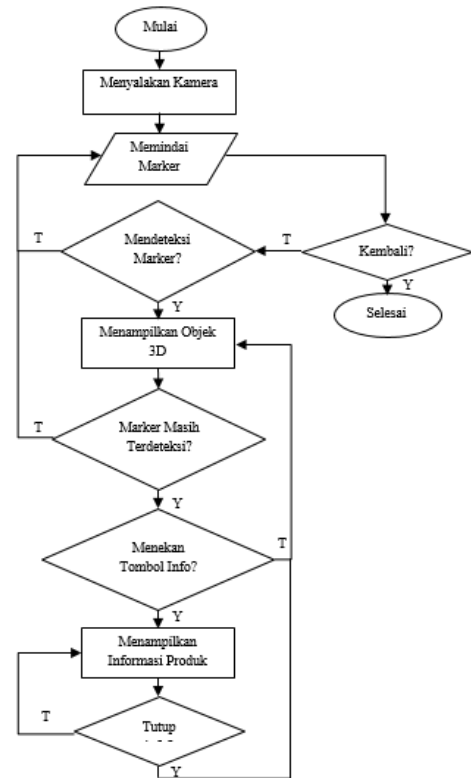 Mulai
Menyalakan Kamera
Memindai
Marker
T
Mendeteksi
Marker?
T
Kembali?
Y
Y
Selesai
Menampilkan Objek
3D
T
Marker Masih
Terdeteksi?
Y
Menekan
Tombol Info?
T
Y
Menampilkan
Informasi Produk
T
Tutup
Y